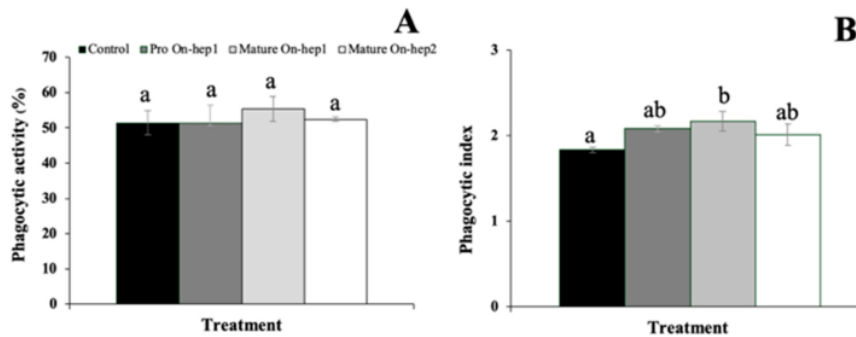 A
Control Pro On-hep1 Mature On-hep1 Mature On-hep2
Phagocytic activity (%)
70
60
50
40
30
20
10
0
a a a a
Treatment
B
Phagocytic index
3
2
1
0
a ab b ab
Treatment